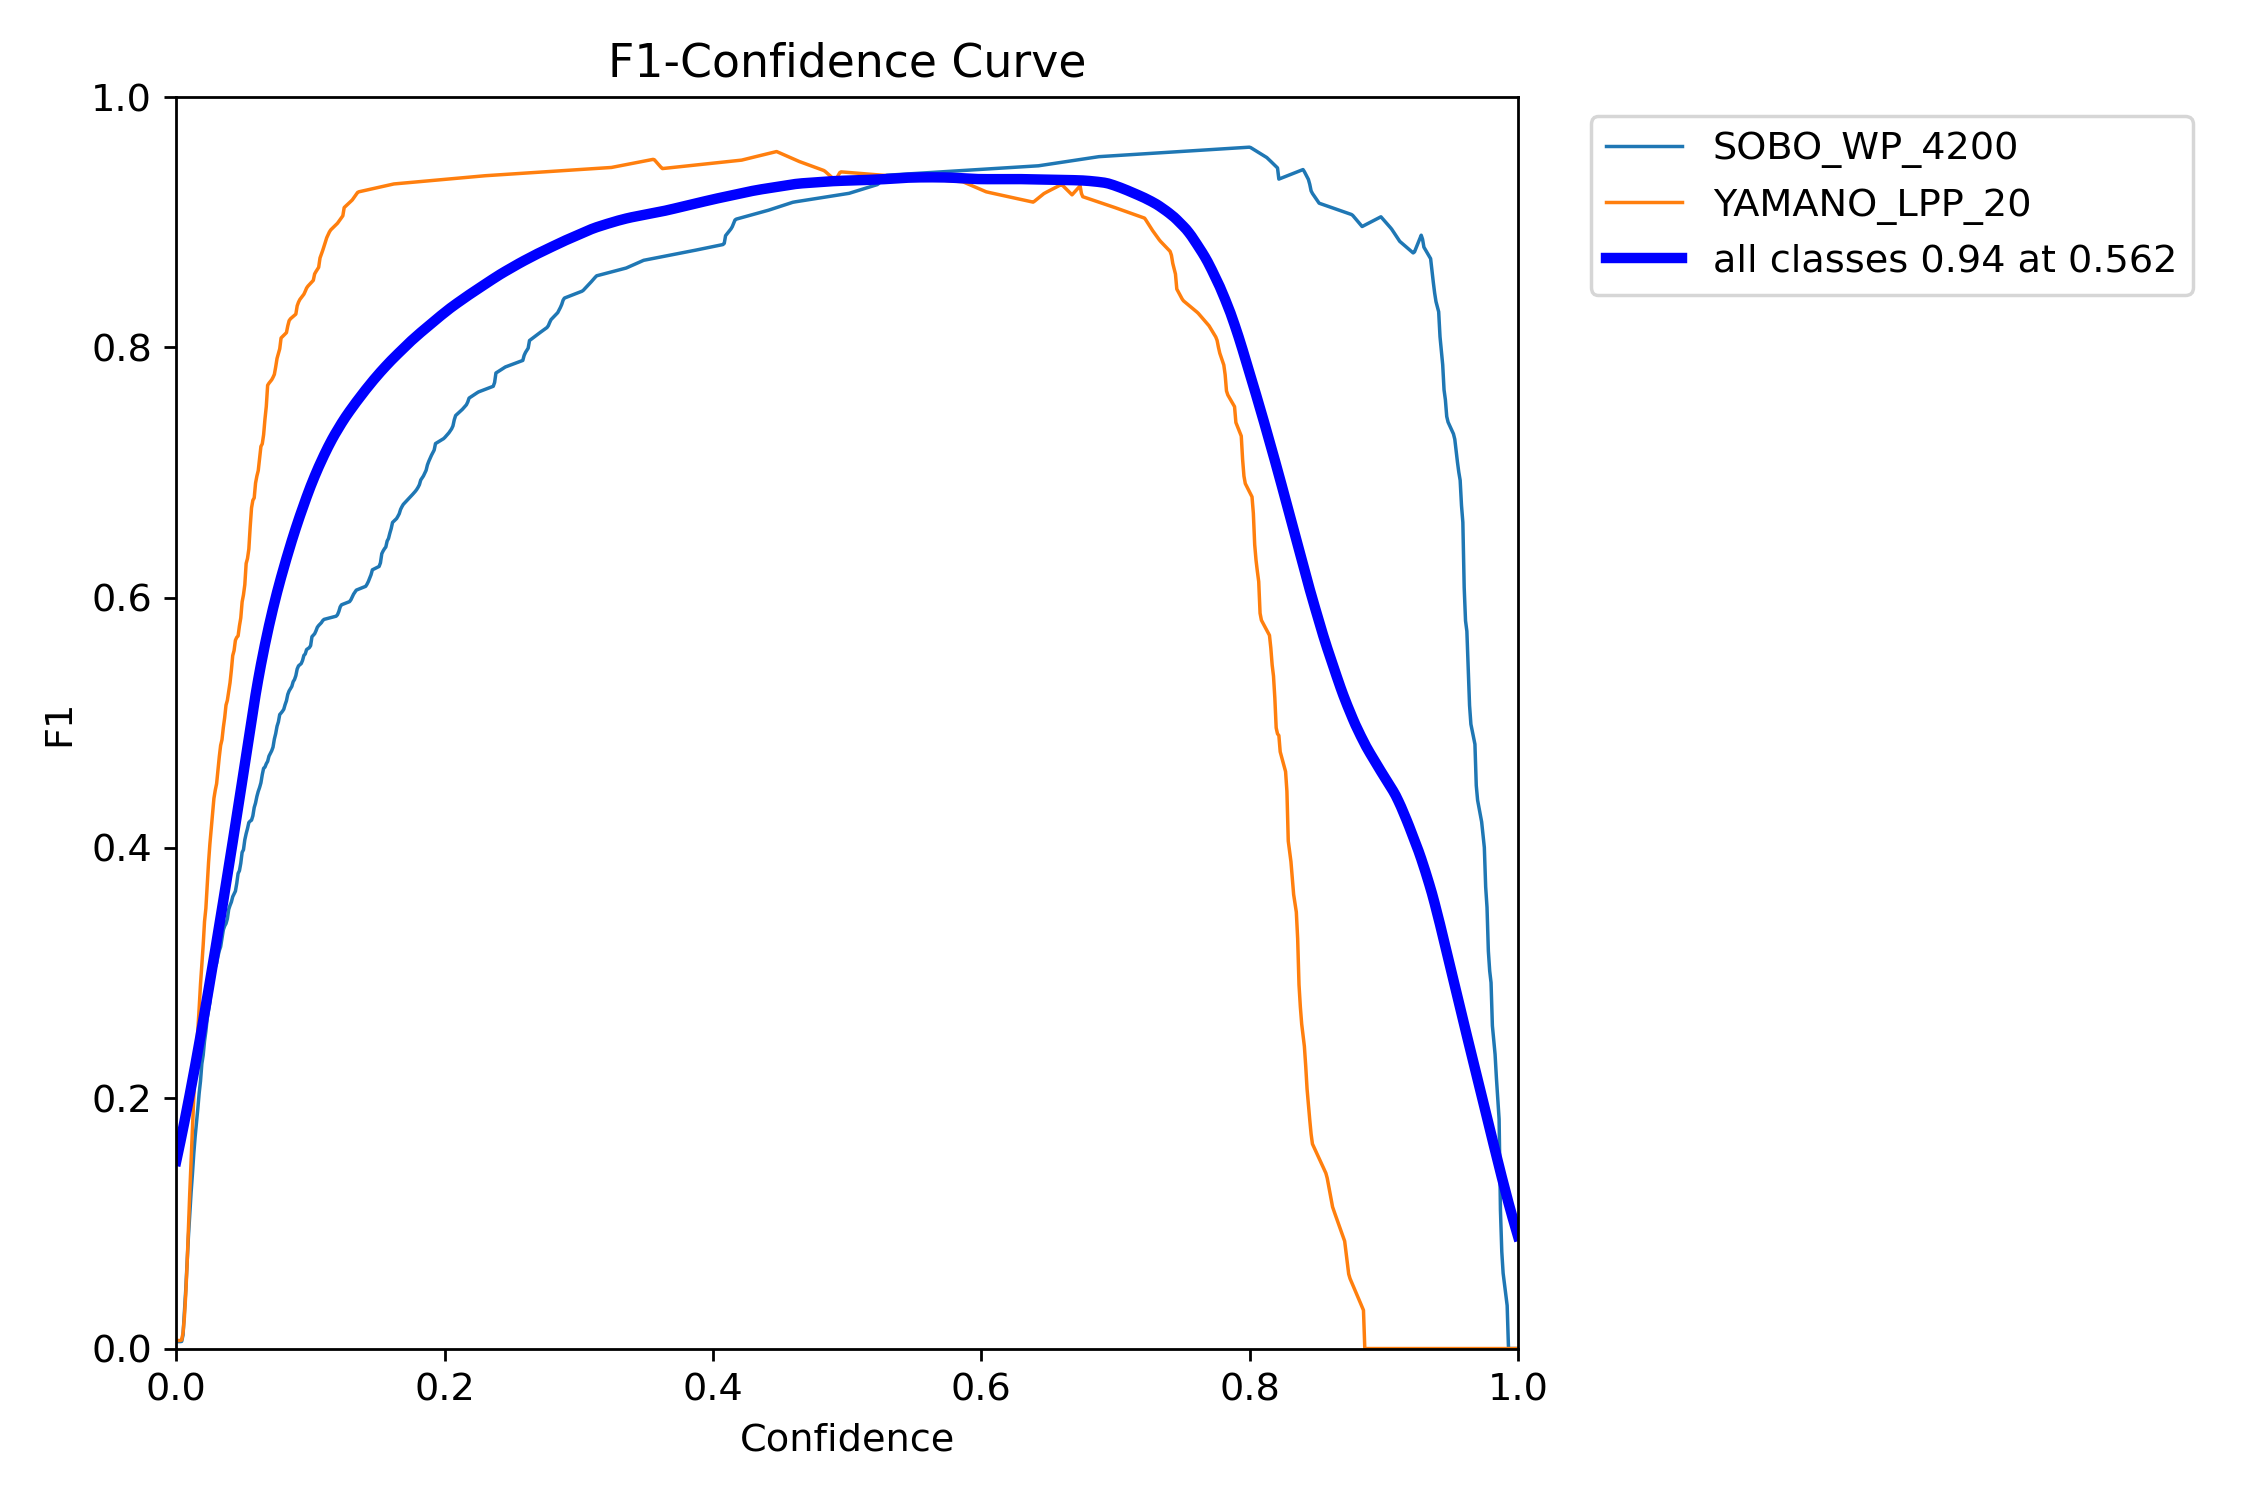 F1-Confidence Curve
SOBO_WP_4200
YAMANO_LPP_20
all classes 0.94 at 0.562
F1
1.0
0.8
0.6
0.4
0.2
0.0
0.0 0.2 0.4 0.6 0.8 1.0
Confidence